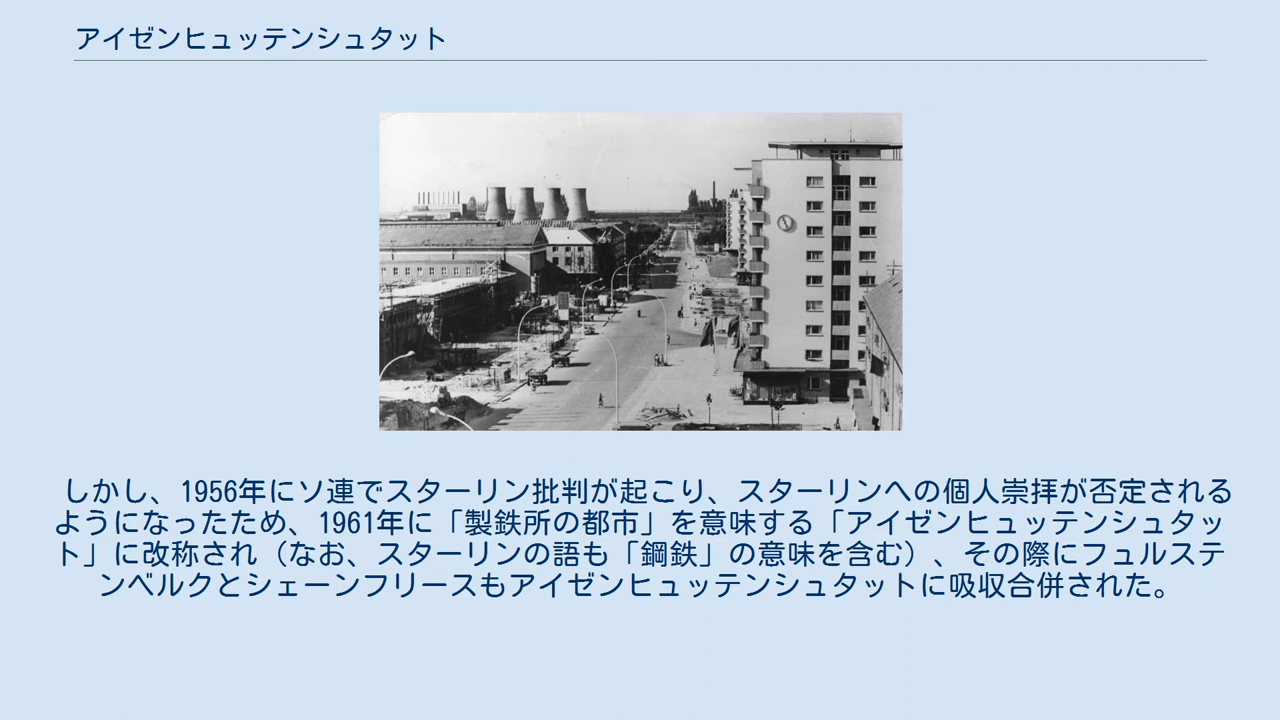 アイゼンヒュッテンシュタット
しかし、1956年にソ連でスターリン批判が起こり、スターリンへの個人崇拝が否定される
ようになったため、1961年に「製鉄所の都市」を意味する「アイゼンヒュッテンシュタッ
ト」に改称され（なお、スターリンの語も「鋼鉄」の意味を含む）、その際にフュルステ
ンベルクとシェーンフリースもアイゼンヒュッテンシュタットに吸収合併された。